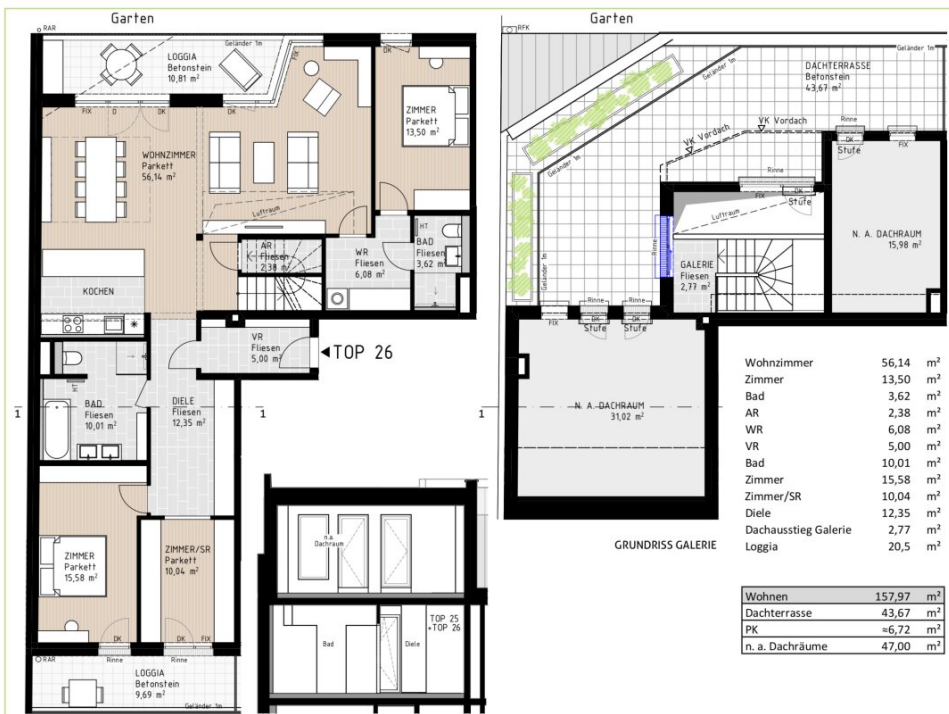 Garten
RAR
LOGGIA
Betonstein
10,81 m²
Geländer 1m
FIX
DK
FIX
D
DK
ZIMMER
Parkett
13,50 m²
WOHNZIMMER
Parkett
56,14 m²
Luftraum
AR
Fliesen
2,38 m²
WR
Fliesen
6,08 m²
HT
BAD
Fliesen
3,62 m²
KOCHEN
VR
Fliesen
5,00 m²
TOP 26
HT
BAD
Fliesen
10,01 m²
DIELE
Fliesen
12,35 m²
1
1
ZIMMER
Parkett
15,58 m²
ZIMMER/SR
Parkett
10,04 m²
DK
DK
FIX
RAR
Rinne
Rinne
LOGGIA
Betonstein
9,69 m²
Geländer 1m
n.a.
Dachraum
Bad
Diele
TOP 25
+TOP 26
Garten
RFK
Geländer 1m
DACHTERRASSE
Betonstein
43,67 m²
Geländer 1m
VK Vordach
VK Vordach
Rinne
DK
Stufe
FIX
Geländer 1m
Geländer 1m
Rinne
FIX
DK
Stufe
Luftraum
Rinne
GALERIE
Fliesen
2,77 m²
N. A. DACHRAUM
15,98 m²
Rinne
Rinne
FIX
DK
DK
Stufe
Stufe
N. A. DACHRAUM
31,02 m²
1
GRUNDRISS GALERIE
Wohnzimmer 56,14 m²
Zimmer 13,50 m²
Bad 3,62 m²
AR 2,38 m²
WR 6,08 m²
VR 5,00 m²
Bad 10,01 m²
Zimmer 15,58 m²
Zimmer/SR 10,04 m²
Diele 12,35 m²
Dachausstieg Galerie 2,77 m²
Loggia 20,5 m²
Wohnen 157,97 m²
Dachterrasse 43,67 m²
PK ≈6,72 m²
n. a. Dachräume 47,00 m²